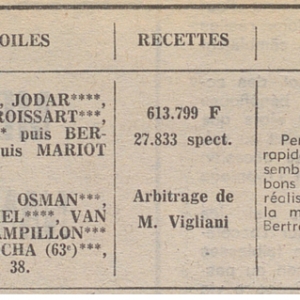 OILES
RECETTES
, JODAR****,
ROISSART***,
* puis BER-
uis MARIOT
OSMAN***,
EL****, VAN
AMPILLON***
CHA (63e)***,
38.
613.799 F
27.833 spect.
Arbitrage de
M. Vigliani
Per
rapid
semb
bons
réalis
la m
Bertr